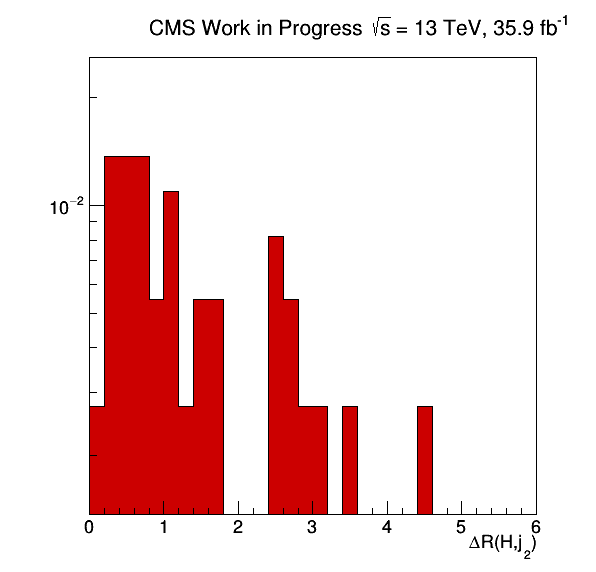 CMS Work in Progress √s = 13 TeV, 35.9 fb⁻¹
10⁻²
0 1 2 3 4 5 6
ΔR(H,j₂)